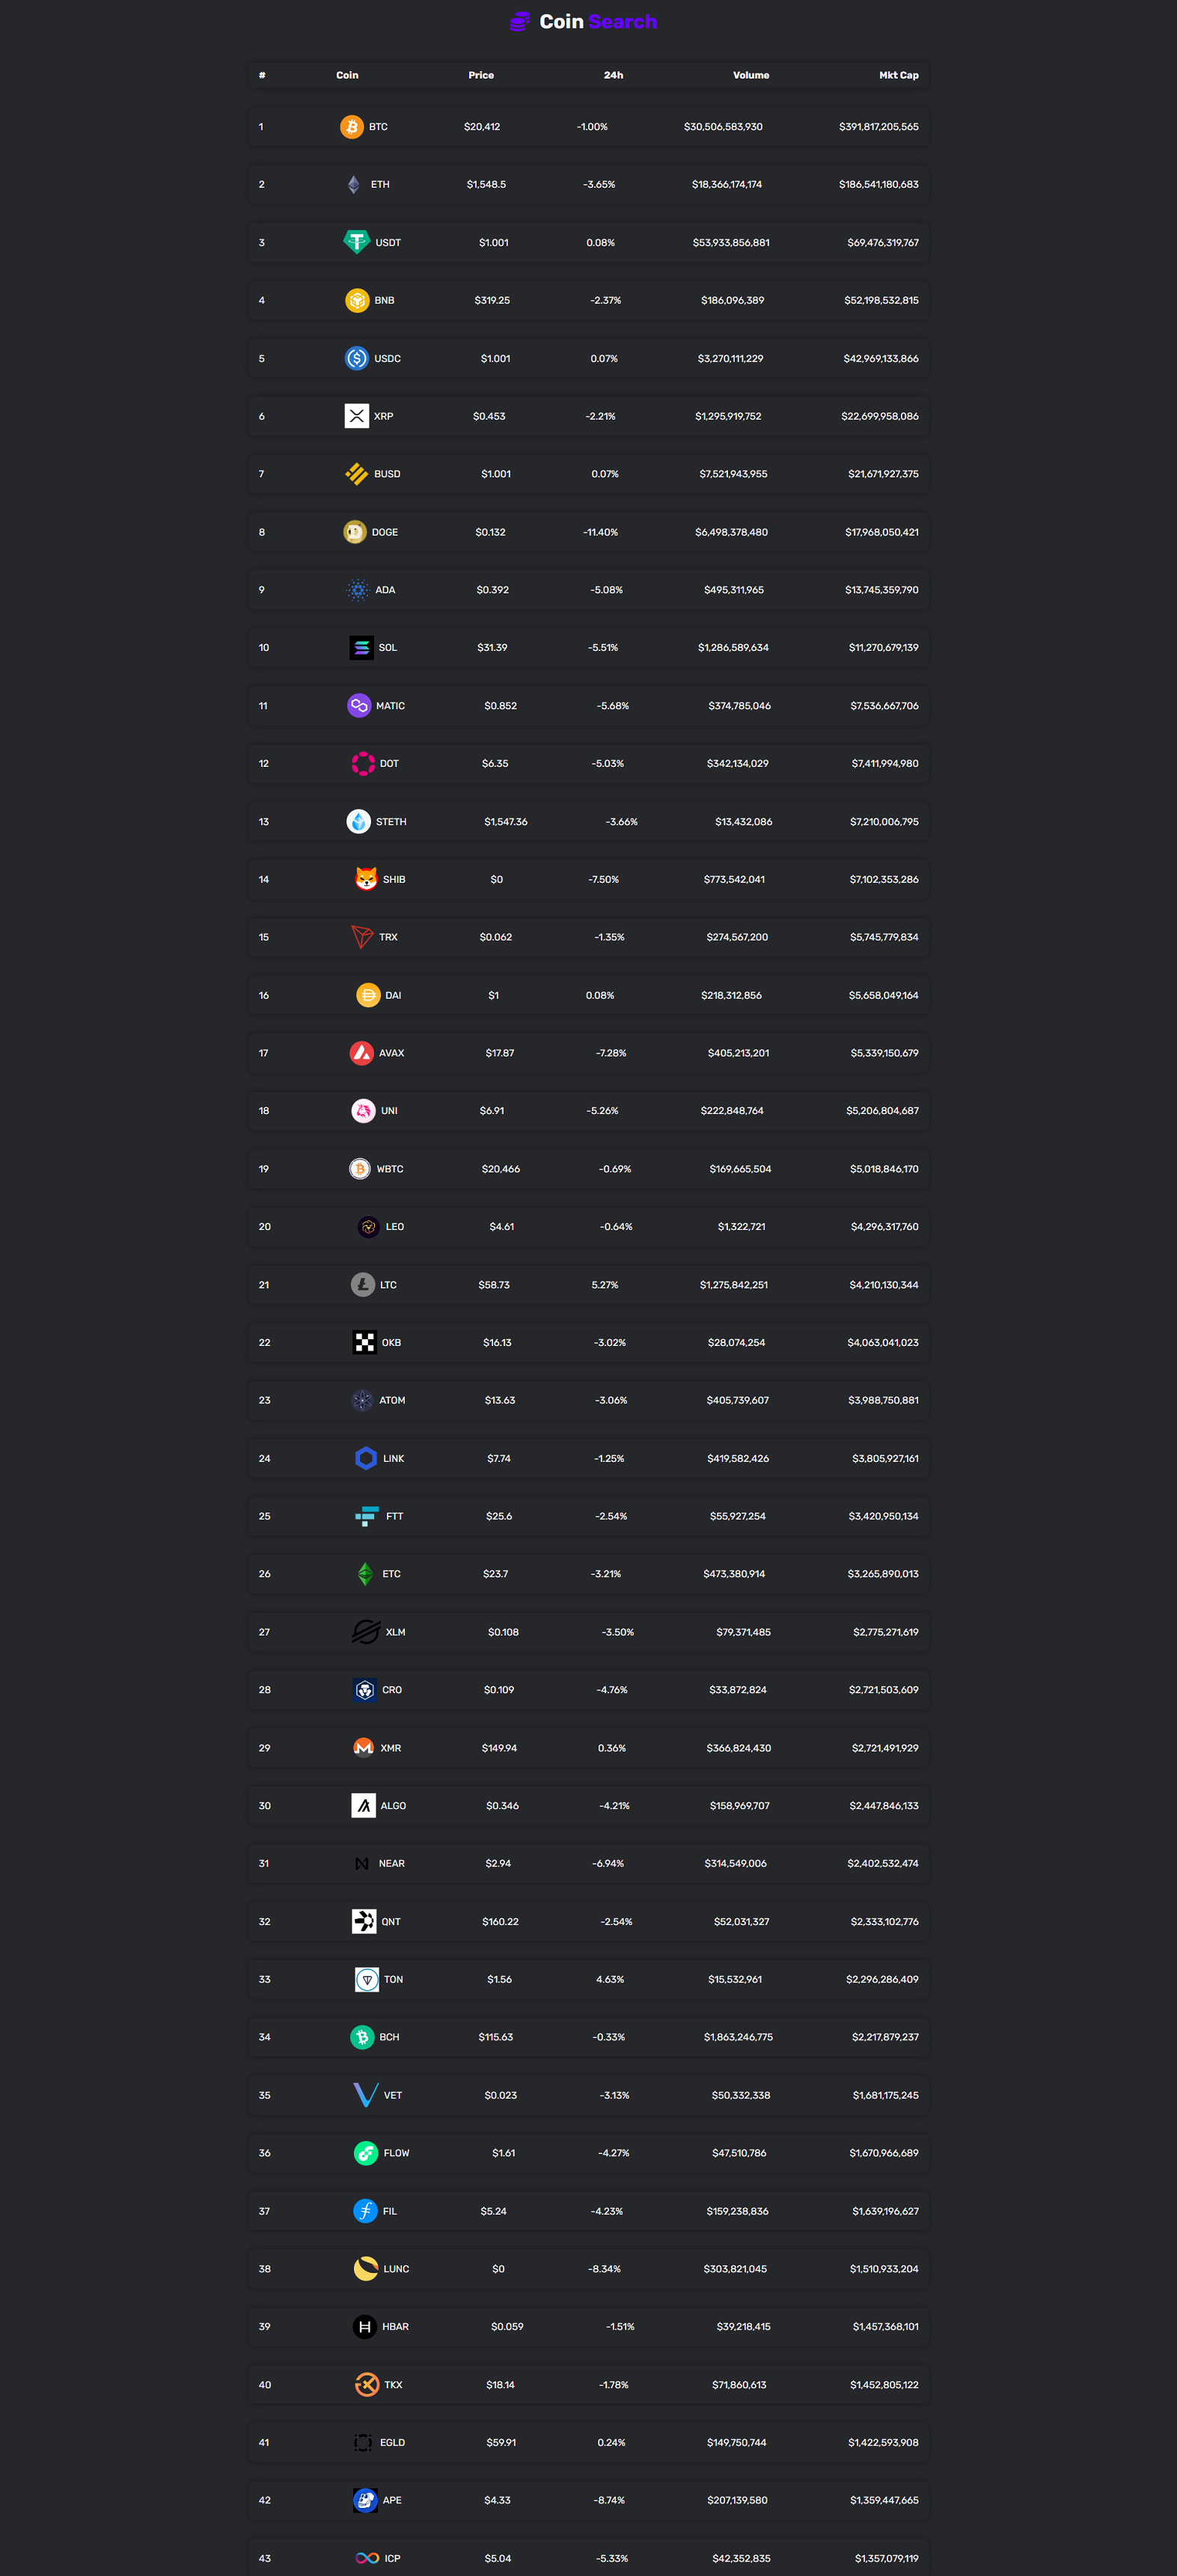 Coin Search
# Coin Price 24h Volume Mkt Cap
1 BTC $20,412 -1.00% $30,506,583,930 $391,817,205,565
2 ETH $1,548.5 -3.65% $18,366,174,174 $186,541,180,683
3 USDT $1.001 0.08% $53,933,856,881 $69,476,319,767
4 BNB $319.25 -2.37% $186,096,389 $52,198,532,815
5 USDC $1.001 0.07% $3,270,111,229 $42,969,133,866
6 XRP $0.453 -2.21% $1,295,919,752 $22,699,958,086
7 BUSD $1.001 0.07% $7,521,943,955 $21,671,927,375
8 DOGE $0.132 -11.40% $6,498,378,480 $17,968,050,421
9 ADA $0.392 -5.08% $495,311,965 $13,745,359,790
10 SOL $31.39 -5.51% $1,286,589,634 $11,270,679,139
11 MATIC $0.852 -5.68% $374,785,046 $7,536,667,706
12 DOT $6.35 -5.03% $342,134,029 $7,411,994,980
13 STETH $1,547.36 -3.66% $13,432,086 $7,210,006,795
14 SHIB $0 -7.50% $773,542,041 $7,102,353,286
15 TRX $0.062 -1.35% $274,567,200 $5,745,779,834
16 DAI $1 0.08% $218,312,856 $5,658,049,164
17 AVAX $17.87 -7.28% $405,213,201 $5,339,150,679
18 UNI $6.91 -5.26% $222,848,764 $5,206,804,687
19 WBTC $20,466 -0.69% $169,665,504 $5,018,846,170
20 LEO $4.61 -0.64% $1,322,721 $4,296,317,760
21 LTC $58.73 5.27% $1,275,842,251 $4,210,130,344
22 OKB $16.13 -3.02% $28,074,254 $4,063,041,023
23 ATOM $13.63 -3.06% $405,739,607 $3,988,750,881
24 LINK $7.74 -1.25% $419,582,426 $3,805,927,161
25 FTT $25.6 -2.54% $55,927,254 $3,420,950,134
26 ETC $23.7 -3.21% $473,380,914 $3,265,890,013
27 XLM $0.108 -3.50% $79,371,485 $2,775,271,619
28 CRO $0.109 -4.76% $33,872,824 $2,721,503,609
29 XMR $149.94 0.36% $366,824,430 $2,721,491,929
30 ALGO $0.346 -4.21% $158,969,707 $2,447,846,133
31 NEAR $2.94 -6.94% $314,549,006 $2,402,532,474
32 QNT $160.22 -2.54% $52,031,327 $2,333,102,776
33 TON $1.56 4.63% $15,532,961 $2,296,286,409
34 BCH $115.63 -0.33% $1,863,246,775 $2,217,879,237
35 VET $0.023 -3.13% $50,332,338 $1,681,175,245
36 FLOW $1.61 -4.27% $47,510,786 $1,670,966,689
37 FIL $5.24 -4.23% $159,238,836 $1,639,196,627
38 LUNC $0 -8.34% $303,821,045 $1,510,933,204
39 HBAR $0.059 -1.51% $39,218,415 $1,457,368,101
40 TKX $18.14 -1.78% $71,860,613 $1,452,805,122
41 EGLD $59.91 0.24% $149,750,744 $1,422,593,908
42 APE $4.33 -8.74% $207,139,580 $1,359,447,665
43 ICP $5.04 -5.33% $42,352,835 $1,357,079,119